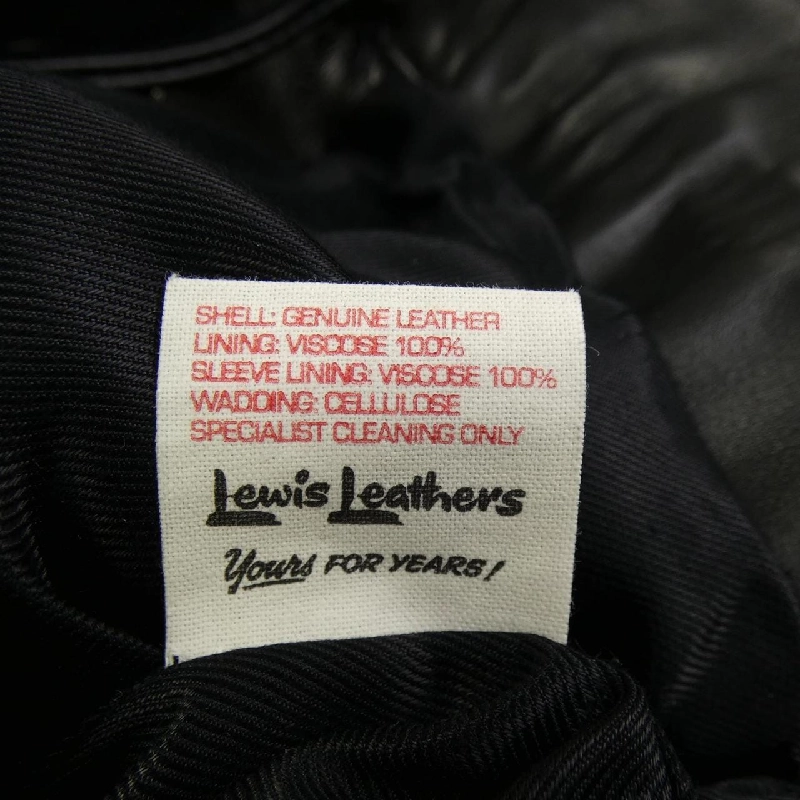 SHELL: GENUINE LEATHER
LINING: VISCOSE 100%
SLEEVE LINING: VISCOSE 100%
WADDING: CELLULOSE
SPECIALIST CLEANING ONLY
Lewis Leathers
Yours FOR YEARS!